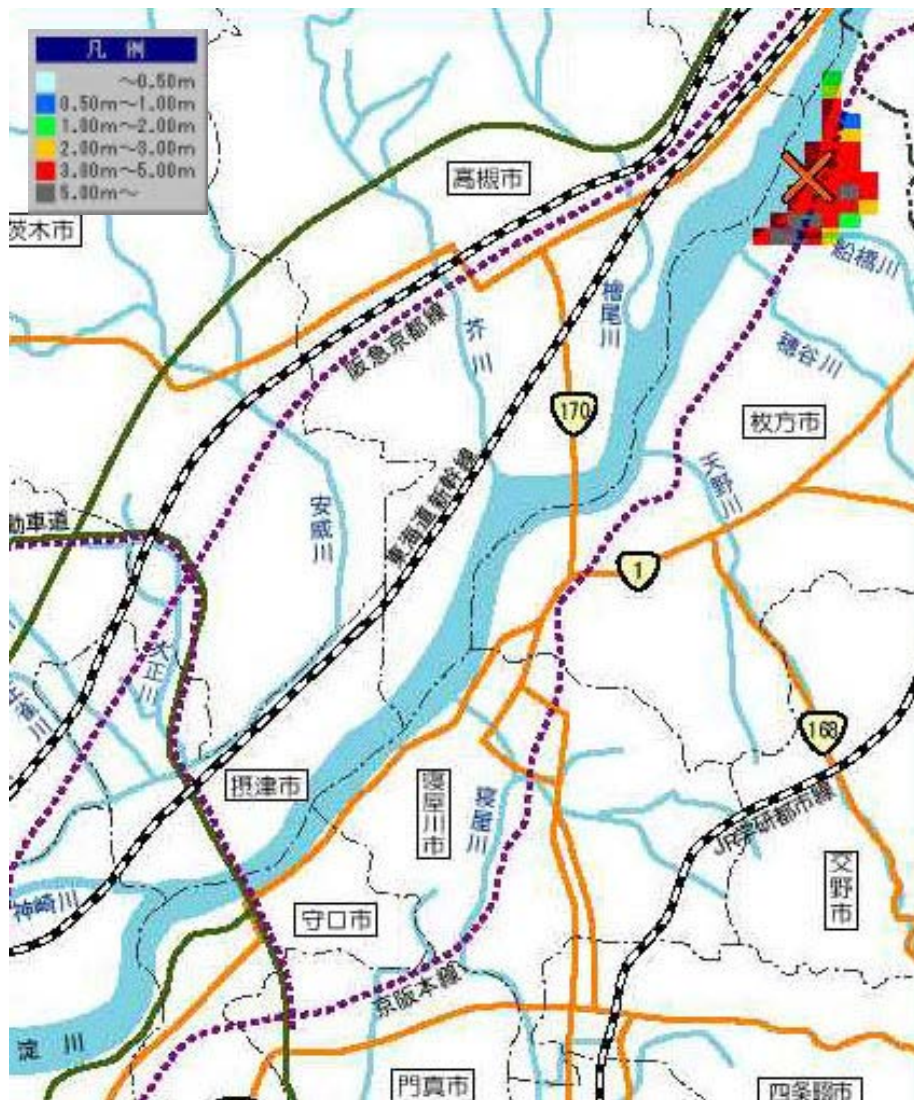 凡 例
～0.50m
0.50m～1.00m
1.00m～2.00m
2.00m～3.00m
3.00m～5.00m
5.00m～
高槻市
茨木市
船橋川
檜尾川
穂谷川
阪急京都線
芥川
170
枚方市
天野川
東海道新幹線
安威川
動車道
1
大正川
168
摂津市
寝屋川市
寝屋川
JR学研都市線
交野市
神崎川
守口市
京阪本線
淀川
門真市
四条畷市